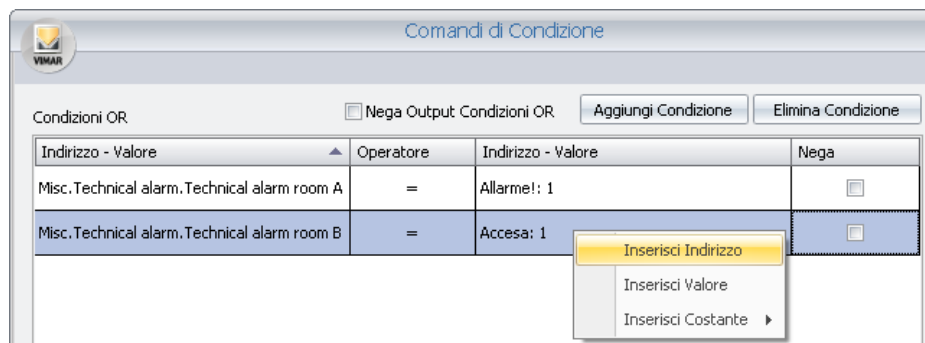 Comandi di Condizione
VIMAR
Condizioni OR
Nega Output Condizioni OR
Aggiungi Condizione
Elimina Condizione
Indirizzo - Valore Operatore Indirizzo - Valore Nega
Misc.Technical alarm.Technical alarm room A = Allarme!: 1
Misc.Technical alarm.Technical alarm room B = Accesa: 1
Inserisci Indirizzo
Inserisci Valore
Inserisci Costante